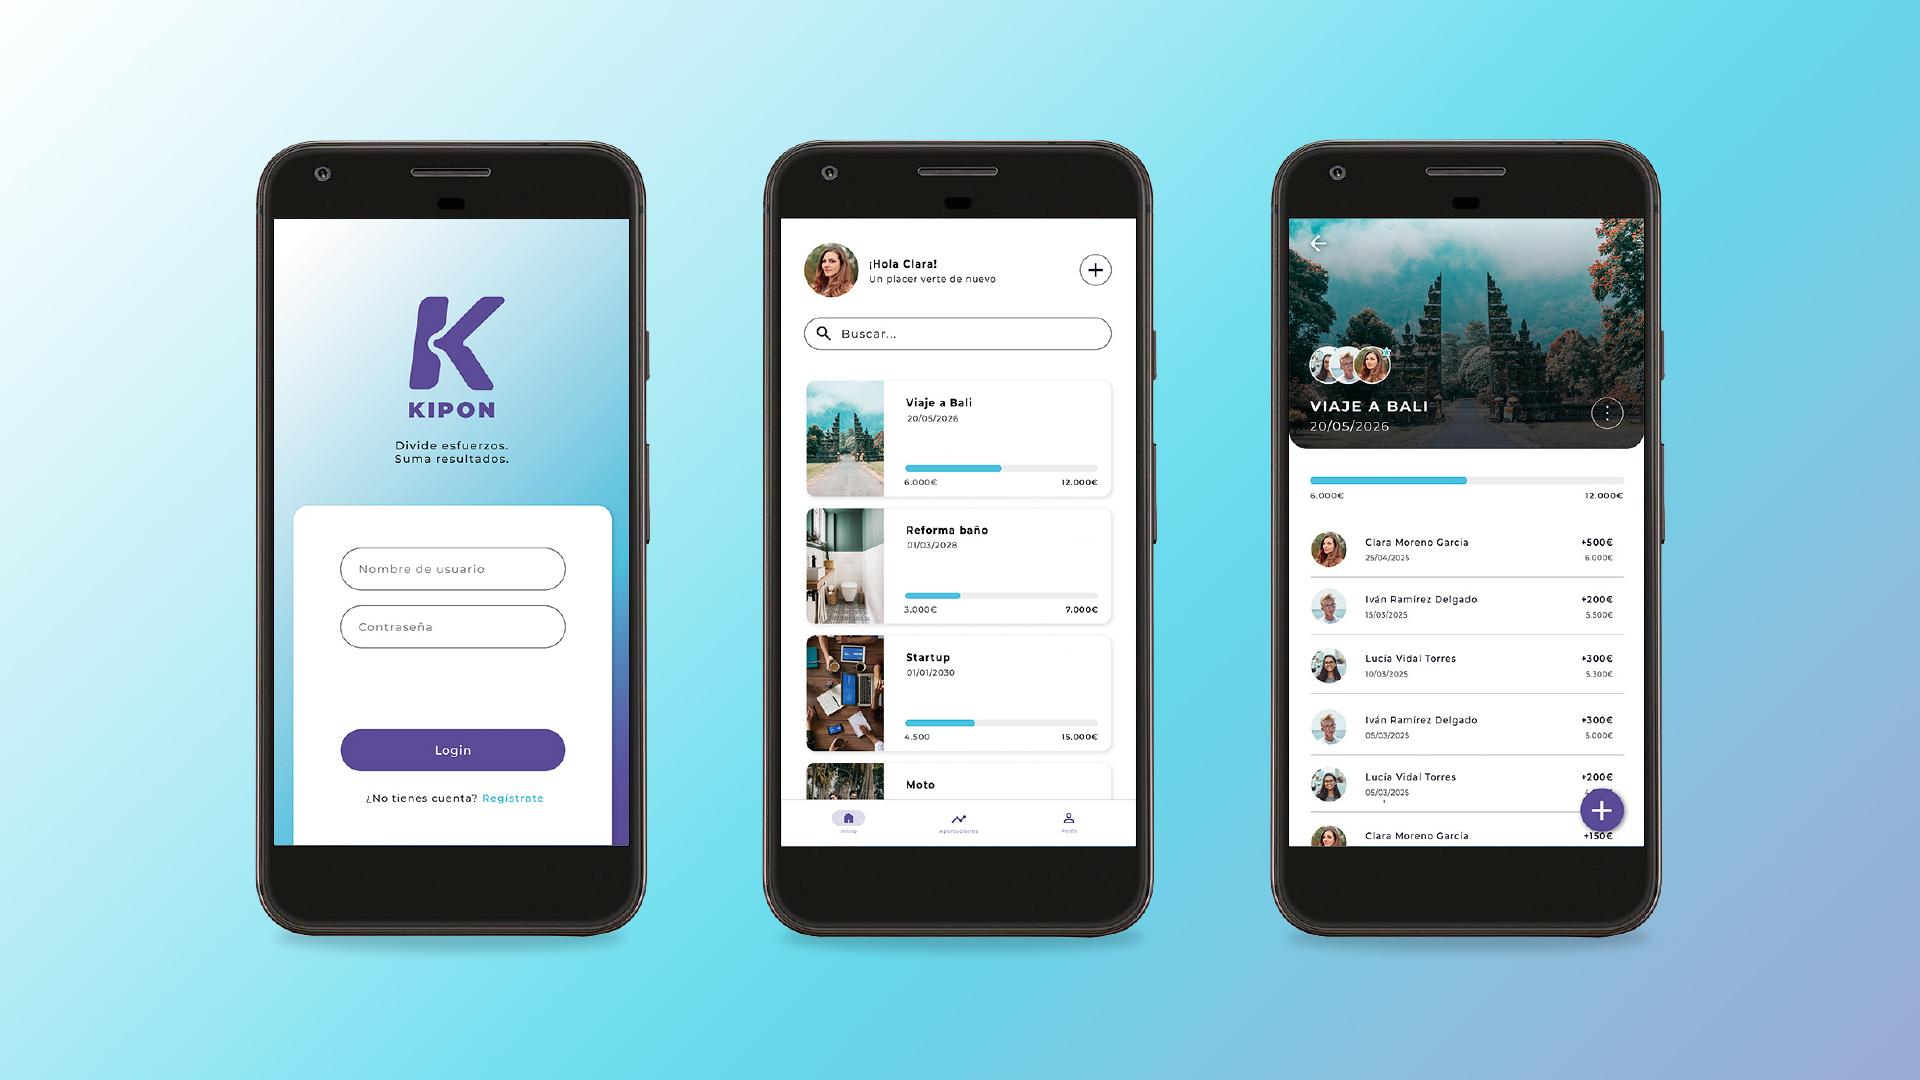 KIPON
Divide esfuerzos.
Suma resultados.
Nombre de usuario
Contraseña
Login
¿No tienes cuenta? Regístrate
¡Hola Clara!
Un placer verte de nuevo
Buscar...
Viaje a Bali
20/05/2026
6.000€ 12.000€
Reforma baño
01/03/2028
3.000€ 7.000€
Startup
01/01/2030
4.500 15.000€
Moto
Inicio Aportaciones Perfil
VIAJE A BALI
20/05/2026
6.000€ 12.000€
Clara Moreno García +500€
25/04/2025 6.000€
Iván Ramírez Delgado +200€
15/03/2025 5.500€
Lucía Vidal Torres +300€
10/03/2025 5.300€
Iván Ramírez Delgado +300€
05/03/2025 5.000€
Lucía Vidal Torres +200€
05/03/2025
Clara Moreno García +150€